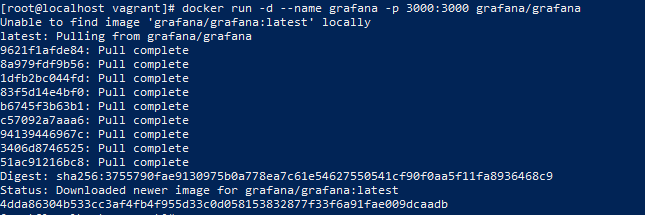 [root@localhost vagrant]# docker run -d --name grafana -p 3000:3000 grafana/grafana
Unable to find image 'grafana/grafana:latest' locally
latest: Pulling from grafana/grafana
9621f1afde84: Pull complete
8a979fdf9b56: Pull complete
1dfb2bc044fd: Pull complete
83f5d14e4bf0: Pull complete
b6745f3b63b1: Pull complete
c57092a7aaa6: Pull complete
94139446967c: Pull complete
3406d8746525: Pull complete
51ac91216bc8: Pull complete
Digest: sha256:3755790fae9130975b0a778ea7c61e54627550541cf90f0aa5f11fa8936468c9
Status: Downloaded newer image for grafana/grafana:latest
4dda86304b533cc3af4fb4f955d33c0d058153832877f33f6a91fae009dcaadb